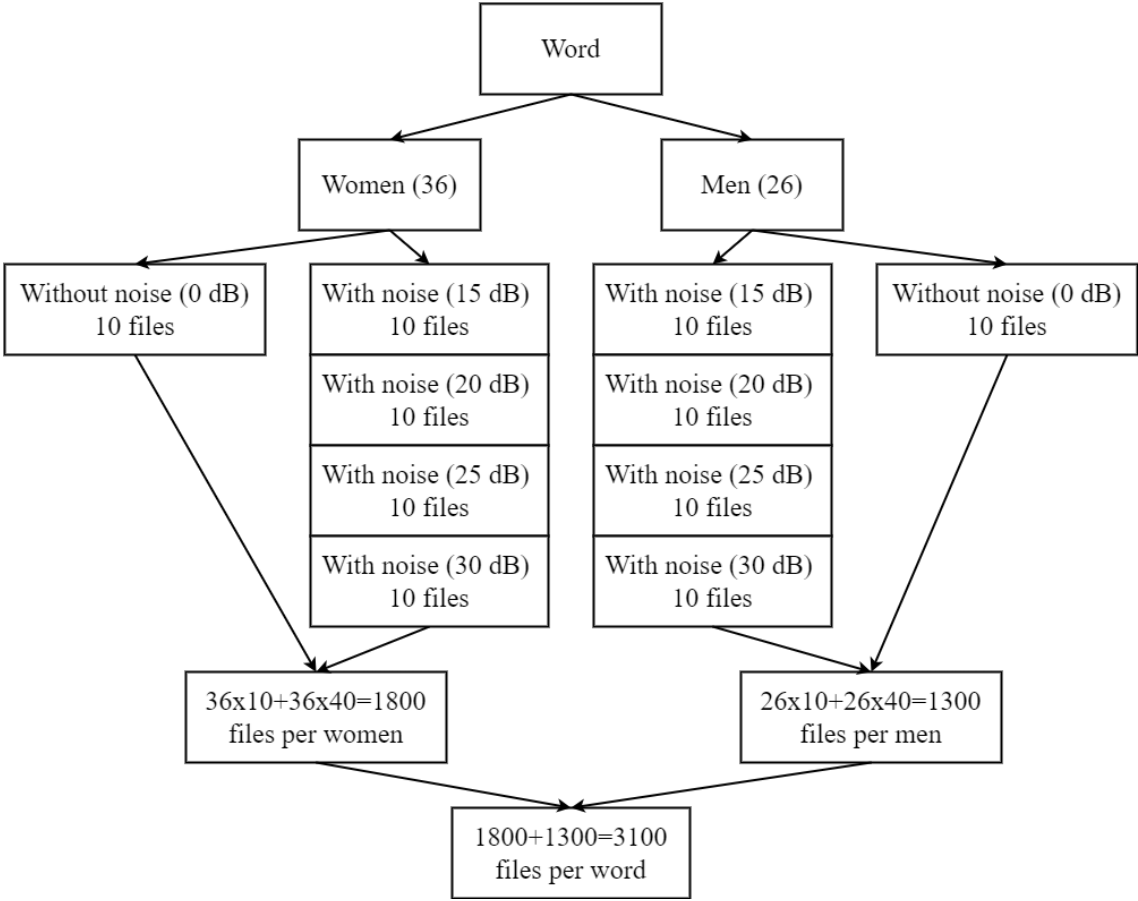 Word
Women (36)
Men (26)
Without noise (0 dB)
10 files
With noise (15 dB)
10 files
With noise (20 dB)
10 files
With noise (25 dB)
10 files
With noise (30 dB)
10 files
With noise (15 dB)
10 files
With noise (20 dB)
10 files
With noise (25 dB)
10 files
With noise (30 dB)
10 files
Without noise (0 dB)
10 files
36x10+36x40=1800
files per women
26x10+26x40=1300
files per men
1800+1300=3100
files per word